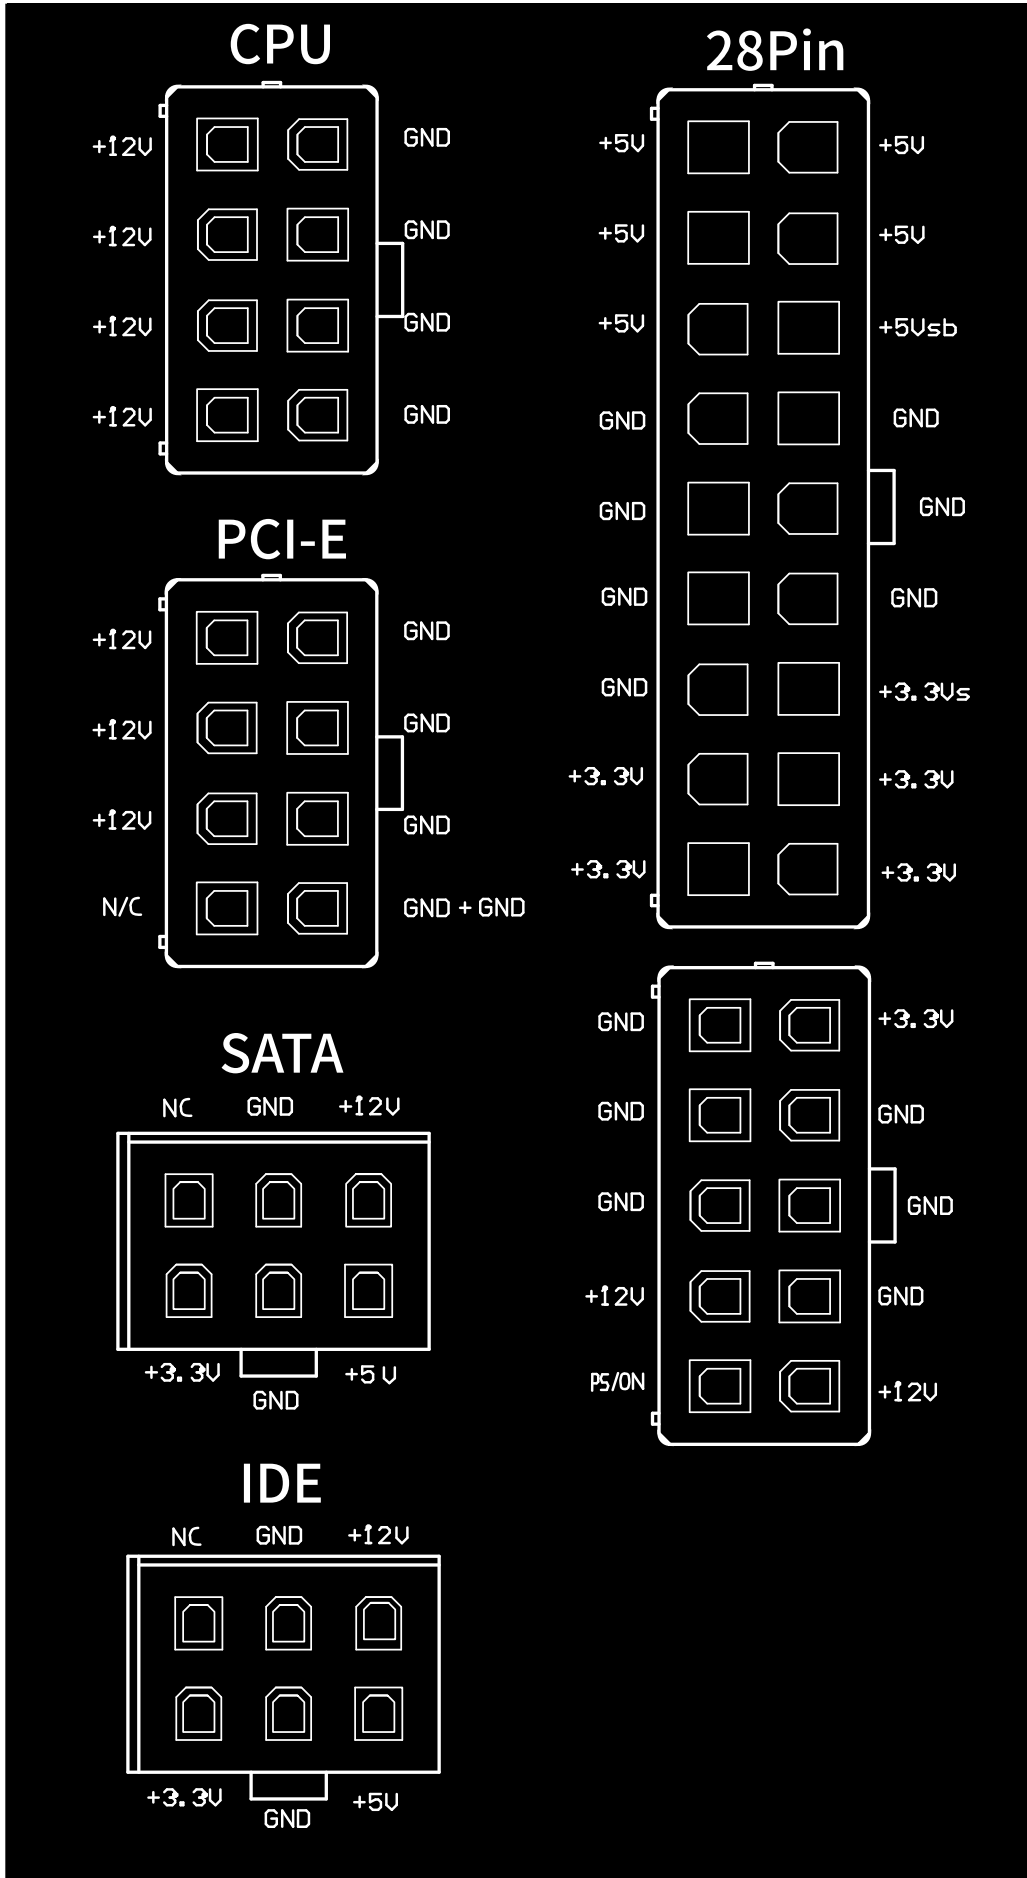 CPU
+12V GND
+12V GND
+12V GND
+12V GND
PCI-E
+12V GND
+12V GND
+12V GND
N/C GND + GND
SATA
NC GND +12V
+3.3V GND +5V
IDE
NC GND +12V
+3.3V GND +5V
28Pin
+5V +5V
+5V +5V
+5V +5Vsb
GND GND
GND GND
GND GND
GND +3.3Vs
+3.3V +3.3V
+3.3V +3.3V
GND +3.3V
GND GND
GND GND
+12V GND
PS/ON +12V